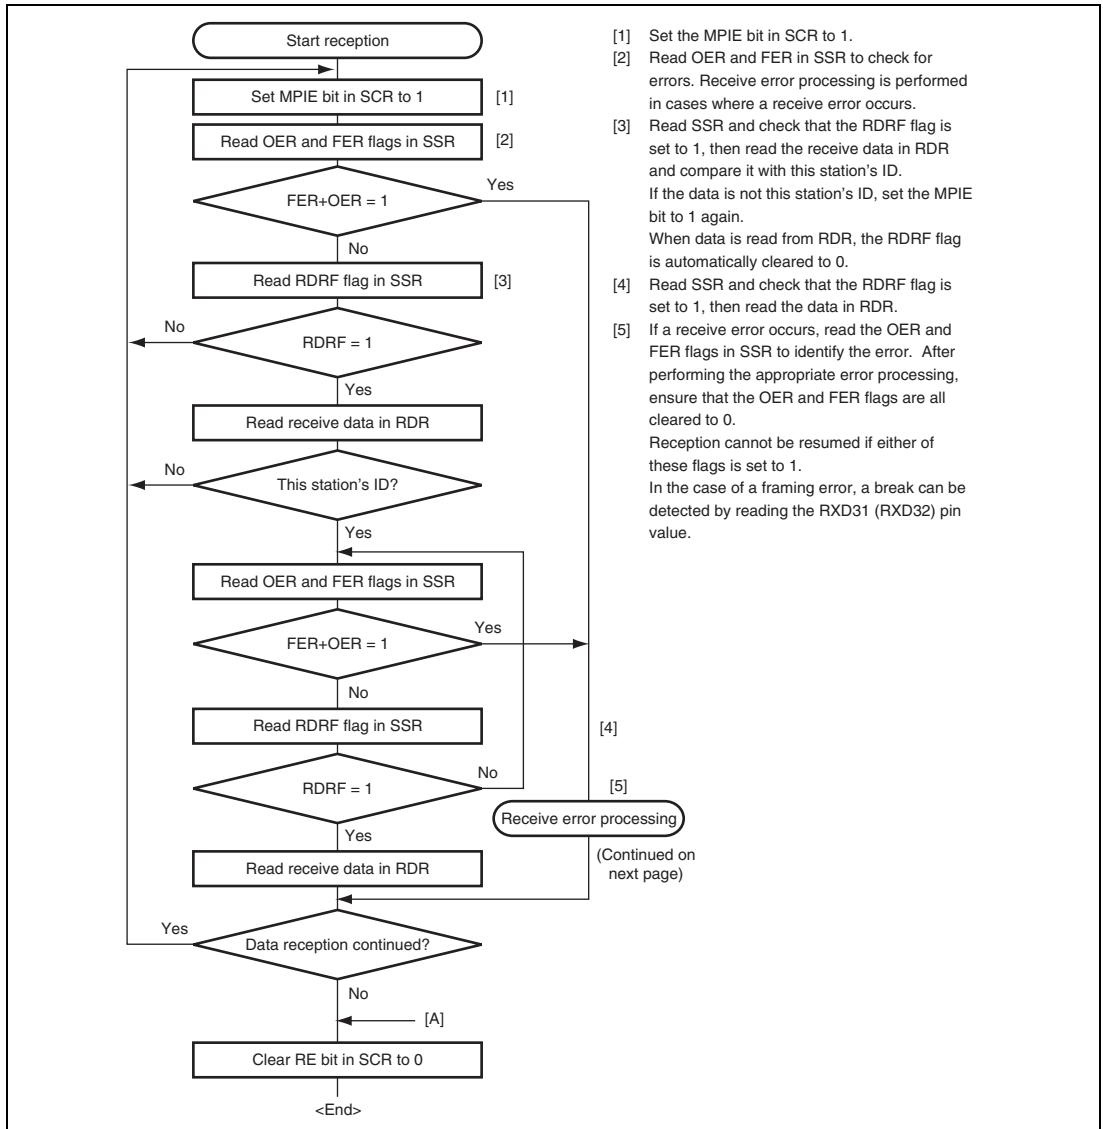 Start reception
Set MPIE bit in SCR to 1
[1]
Read OER and FER flags in SSR
[2]
FER+OER = 1
Yes
No
Read RDRF flag in SSR
[3]
RDRF = 1
No
Yes
Read receive data in RDR
This station's ID?
No
Yes
Read OER and FER flags in SSR
FER+OER = 1
Yes
No
Read RDRF flag in SSR
[4]
RDRF = 1
No
[5]
Receive error processing
(Continued on
next page)
Yes
Read receive data in RDR
Data reception continued?
Yes
No
[A]
Clear RE bit in SCR to 0
<End>
[1] Set the MPIE bit in SCR to 1.
[2] Read OER and FER in SSR to check for
errors. Receive error processing is performed
in cases where a receive error occurs.
[3] Read SSR and check that the RDRF flag is
set to 1, then read the receive data in RDR
and compare it with this station's ID.
If the data is not this station's ID, set the MPIE
bit to 1 again.
When data is read from RDR, the RDRF flag
is automatically cleared to 0.
[4] Read SSR and check that the RDRF flag is
set to 1, then read the data in RDR.
[5] If a receive error occurs, read the OER and
FER flags in SSR to identify the error. After
performing the appropriate error processing,
ensure that the OER and FER flags are all
cleared to 0.
Reception cannot be resumed if either of
these flags is set to 1.
In the case of a framing error, a break can be
detected by reading the RXD31 (RXD32) pin
value.